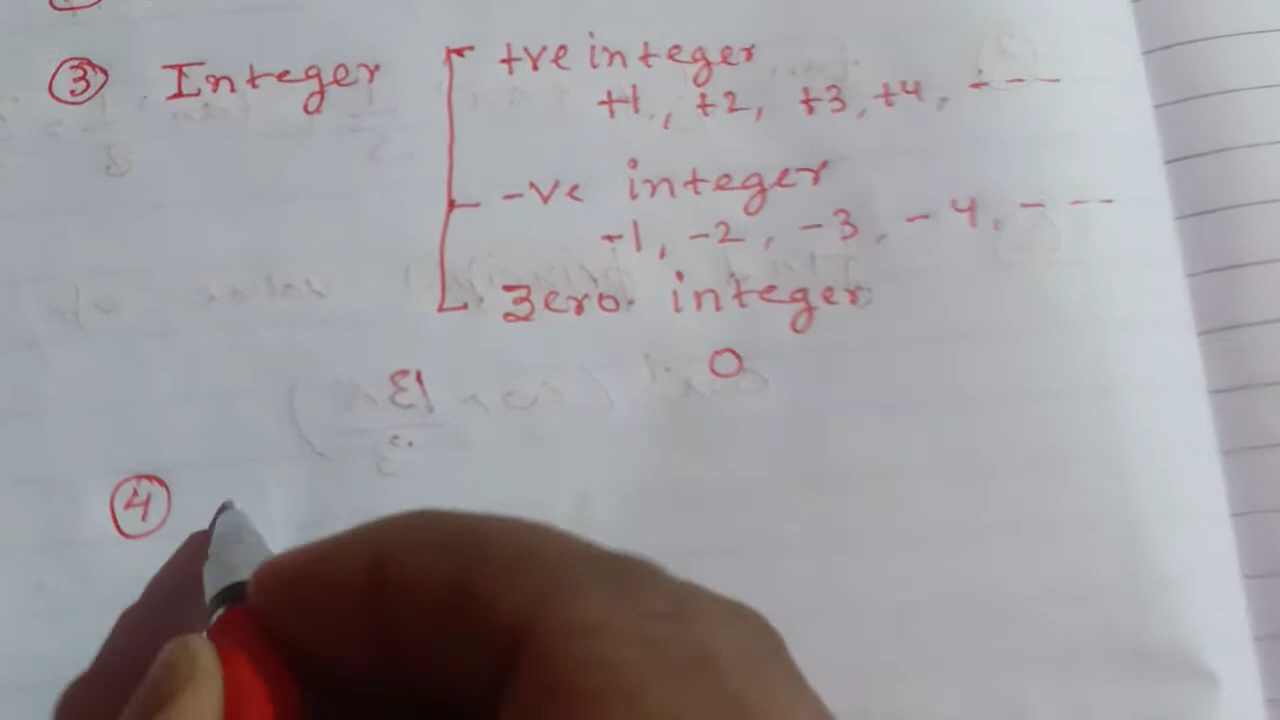 ③ Integer
+ve integer
+1, +2, +3, +4, - - -
-ve integer
-1, -2, -3, -4, - - -
Zero integer
0
④